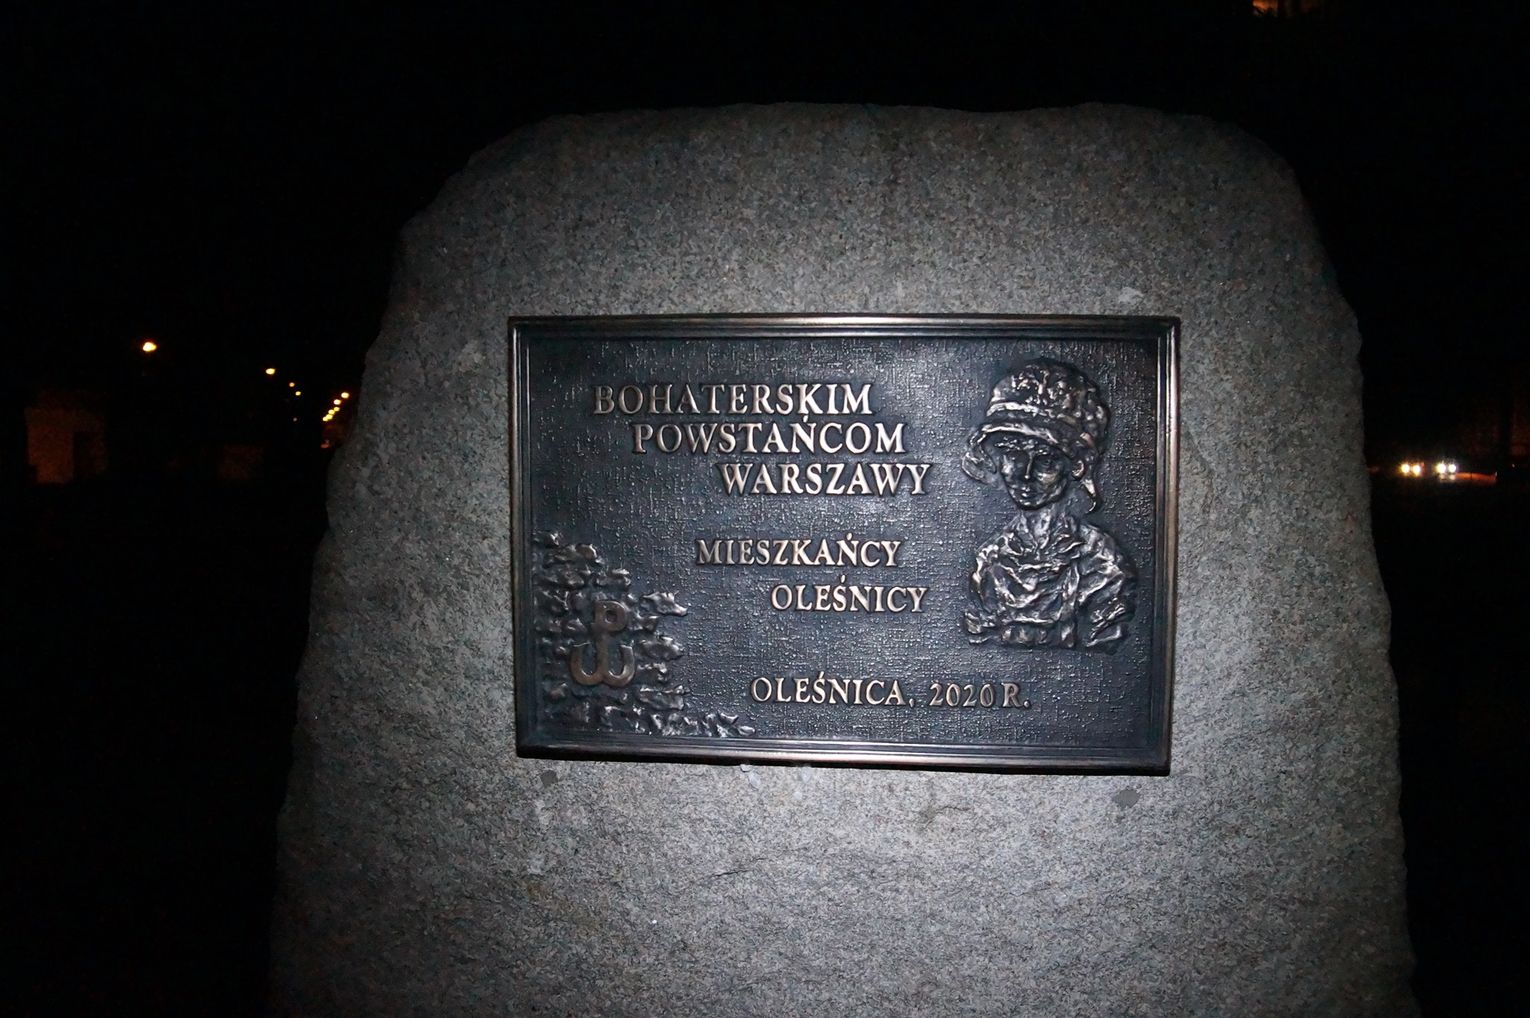 BOHATERSKIM
POWSTAŃCOM
WARSZAWY
MIESZKAŃCY
OLEŚNICY
OLEŚNICA, 2020 R.